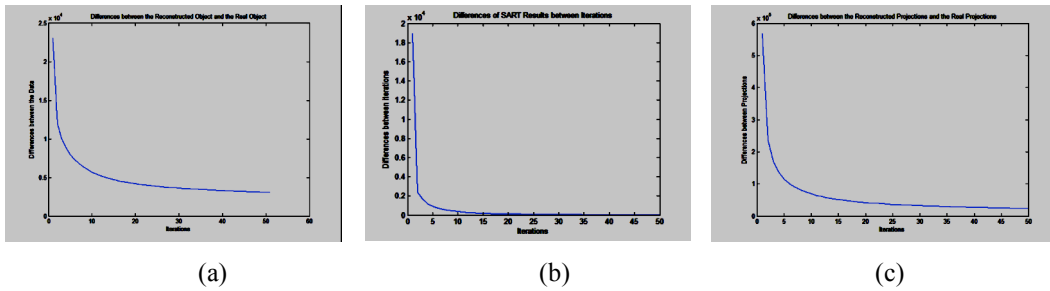 Differences between the Reconstructed Object and the Real Object
x 10^4
2.5
2
1.5
1
0.5
0
0 10 20 30 40 50 60
Differences between the Data
Iterations
(a)
Differences of SART Results between Iterations
x 10^4
2
1.8
1.6
1.4
1.2
1
0.8
0.6
0.4
0.2
0
0 5 10 15 20 25 30 35 40 45 50
Differences between Iterations
Iterations
(b)
Differences between the Reconstructed Projections and the Real Projections
6
5
4
3
2
1
0
0 5 10 15 20 25 30 35 40 45 50
Differences between Projections
Iterations
(c)